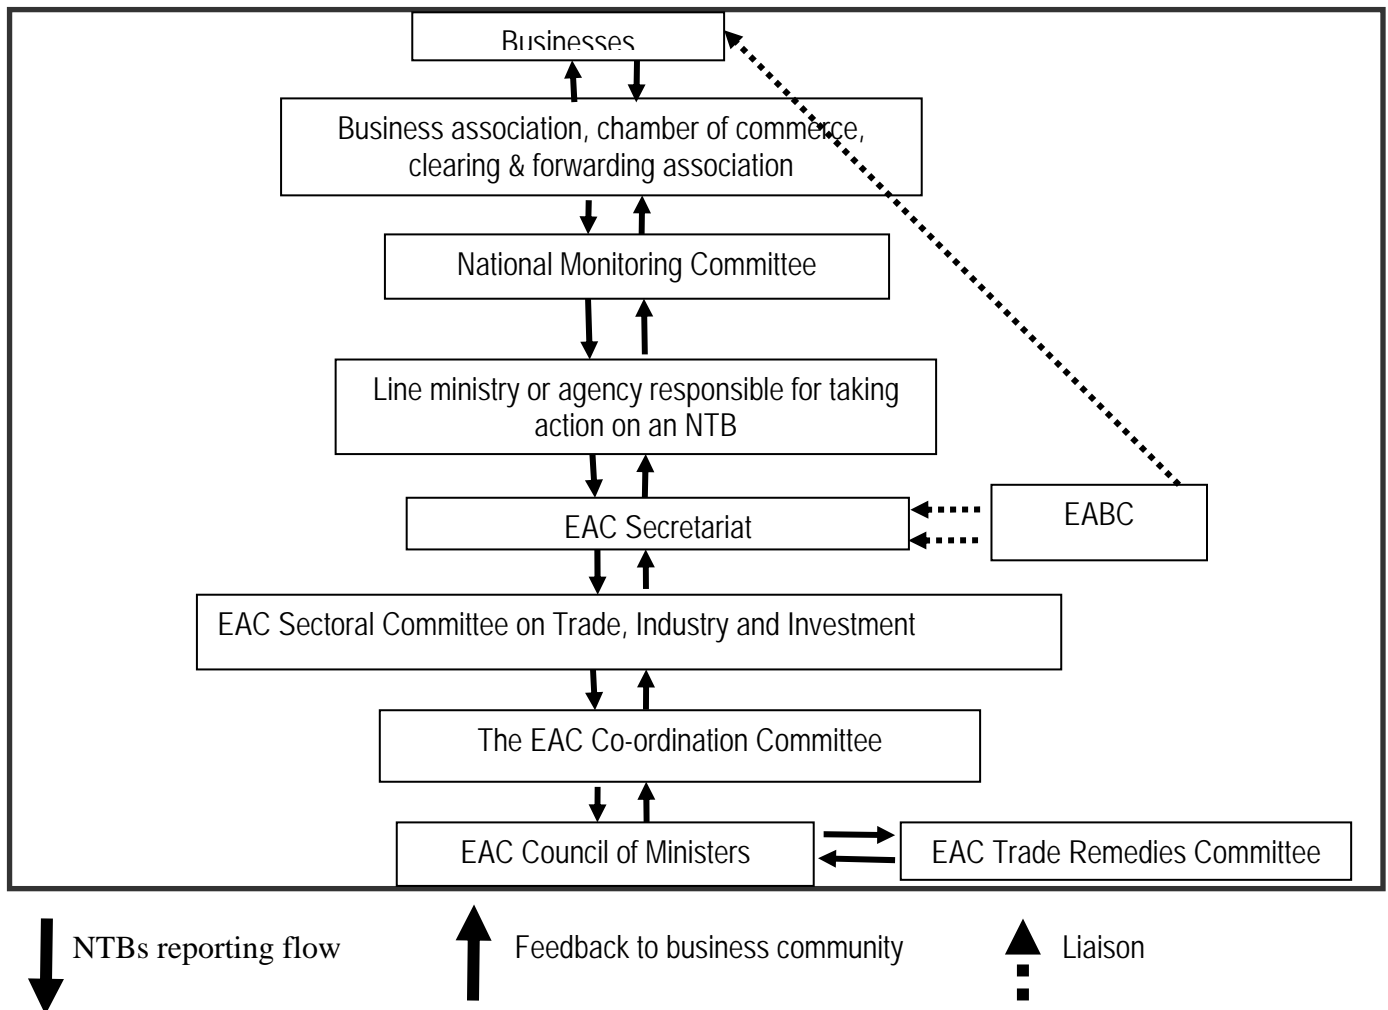 Businesses
Business association, chamber of commerce,
clearing & forwarding association
National Monitoring Committee
Line ministry or agency responsible for taking
action on an NTB
EAC Secretariat
EABC
EAC Sectoral Committee on Trade, Industry and Investment
The EAC Co-ordination Committee
EAC Council of Ministers
EAC Trade Remedies Committee
NTBs reporting flow
Feedback to business community
Liaison